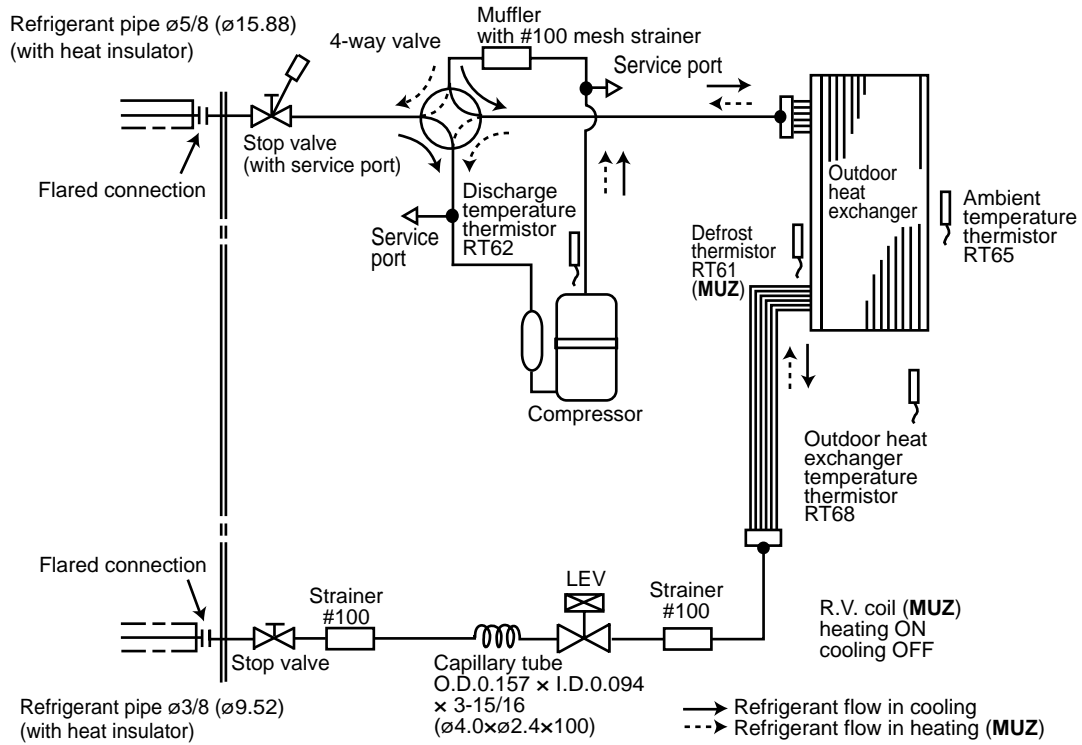 Refrigerant pipe ø5/8 (ø15.88)
(with heat insulator)
4-way valve
Muffler
with #100 mesh strainer
Service port
Stop valve
(with service port)
Flared connection
Discharge
temperature
thermistor
RT62
Service
port
Outdoor
heat
exchanger
Ambient
temperature
thermistor
RT65
Defrost
thermistor
RT61
(MUZ)
Compressor
Outdoor heat
exchanger
temperature
thermistor
RT68
Flared connection
Strainer
#100
LEV
Strainer
#100
R.V. coil (MUZ)
heating ON
cooling OFF
Stop valve
Capillary tube
O.D.0.157 × I.D.0.094
× 3-15/16
(ø4.0×ø2.4×100)
Refrigerant pipe ø3/8 (ø9.52)
(with heat insulator)
Refrigerant flow in cooling
Refrigerant flow in heating (MUZ)